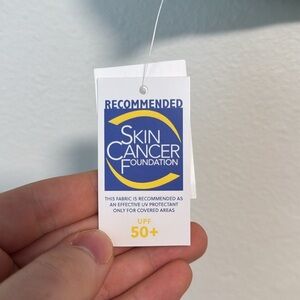 RECOMMENDED
SKIN
CANCER
FOUNDATION
THIS FABRIC IS RECOMMENDED AS
AN EFFECTIVE UV PROTECTANT
ONLY FOR COVERED AREAS
UPF
50+